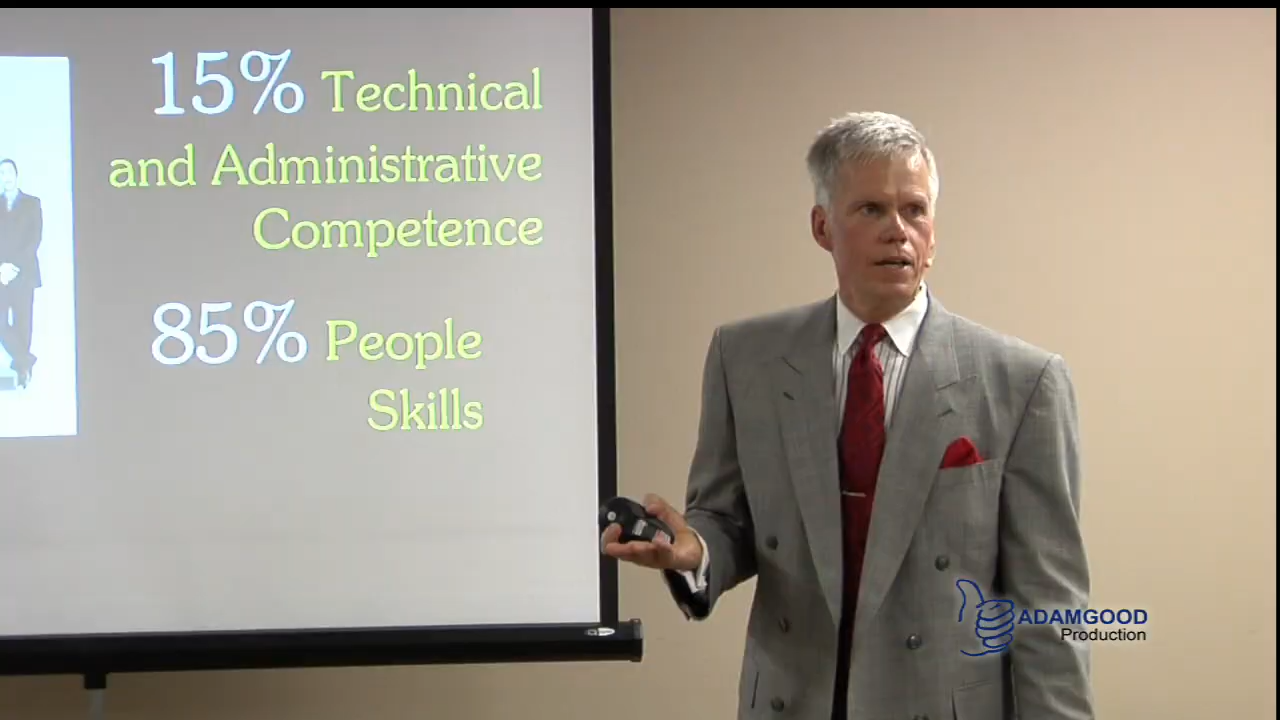 15% Technical
and Administrative
Competence
85% People
Skills
ADAMGOOD
Production